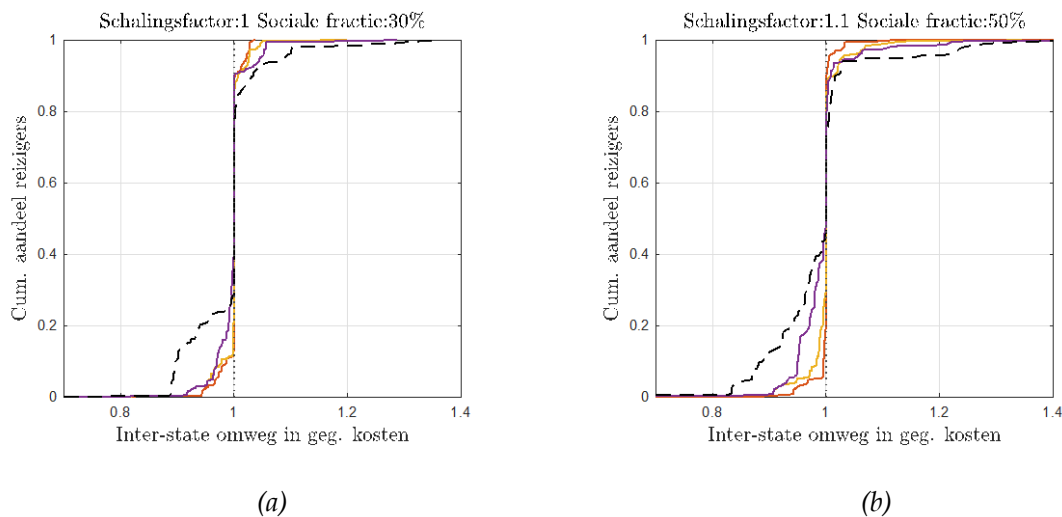 Schalingsfactor:1 Sociale fractie:30%
1
0.8
0.6
0.4
0.2
0
0.8
1
1.2
1.4
Cum. aandeel reizigers
Inter-state omweg in geg. kosten
(a)
Schalingsfactor:1.1 Sociale fractie:50%
1
0.8
0.6
0.4
0.2
0
0.8
1
1.2
1.4
Cum. aandeel reizigers
Inter-state omweg in geg. kosten
(b)